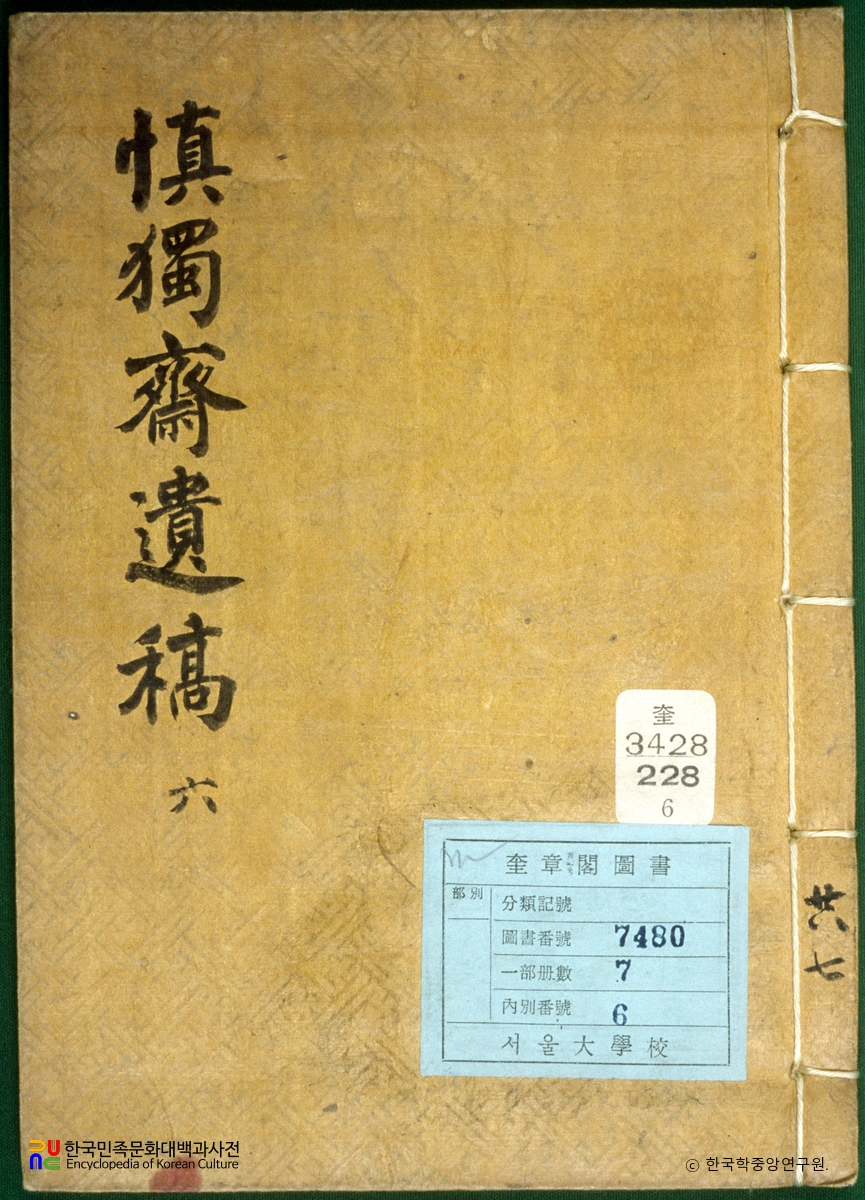 慎獨齋遺稿 六
奎
3428
228
6
奎章閣圖書
部別
分類記號
圖書番號 7480
一部册數 7
內別番號 6
서울大學校
共七
한국민족문화대백과사전
Encyclopedia of Korean Culture
© 한국학중앙연구원.